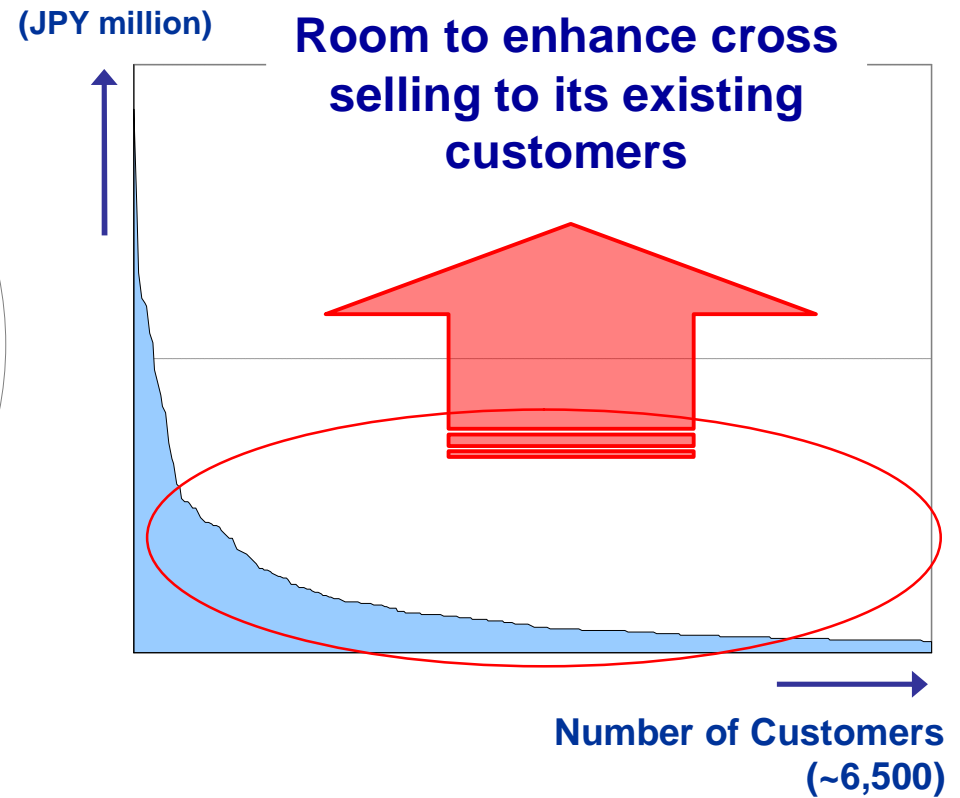 (JPY million)
Room to enhance cross
selling to its existing
customers
Number of Customers
(~6,500)